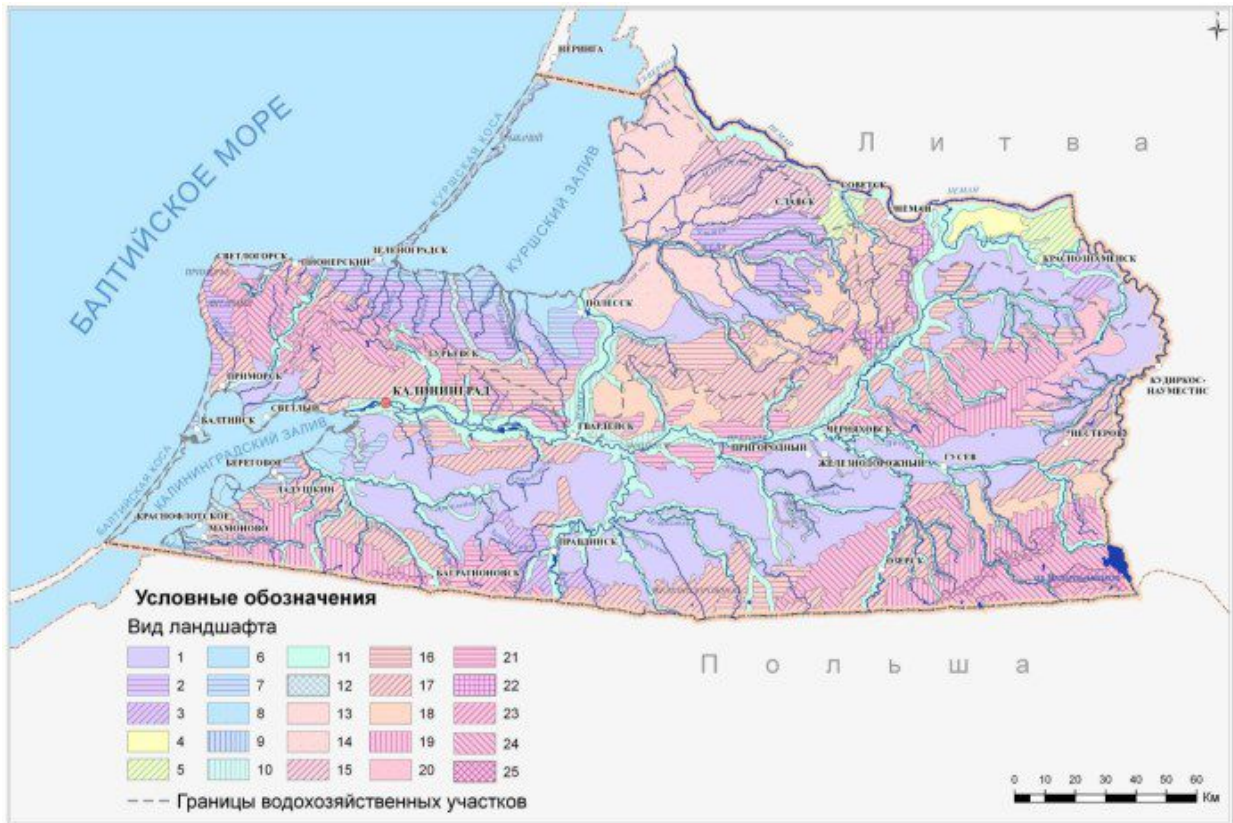 НЕРИНГА
БАЛТИЙСКОЕ МОРЕ
КУРШСКАЯ КОСА
КУРШСКИЙ ЗАЛИВ
Литва
НЕМАН
НЕМАН
СОВЕТСК
СЛАВСК
НЕМАН
КРАСНОЗНАМЕНСК
СВЕТЛОГОРСК
ПИОНЕРСКИЙ
ЗЕЛЕНОГРАДСК
ПОЛЕССК
ГУРЬЕВСК
КАЛИНИНГРАД
ПРИМОРСК
БАЛТИЙСК
СВЕТЛЫЙ
КУДИРКОС-
НАУМЕСТИС
ГВАРДЕЙСК
ЧЕРНЯХОВСК
НЕСТЕРОВ
ПРИГОРОДНЫЙ
ЖЕЛЕЗНОДОРОЖНЫЙ
ГУСЕВ
КАЛИНИНГРАДСКИЙ ЗАЛИВ
БАЛТИЙСКАЯ КОСА
БЕРЕГОВОЕ
ЛАДУШКИН
КРАСНОФЛОТСКОЕ
МАМОНОВО
ПРАВДИНСК
ОЗЕРСК
БАГРАТИОНОВСК
Польша
Условные обозначения
Вид ландшафта
1 6 11 16 21
2 7 12 17 22
3 8 13 18 23
4 9 14 19 24
5 10 15 20 25
Границы водохозяйственных участков
0 10 20 30 40 50 60
Км